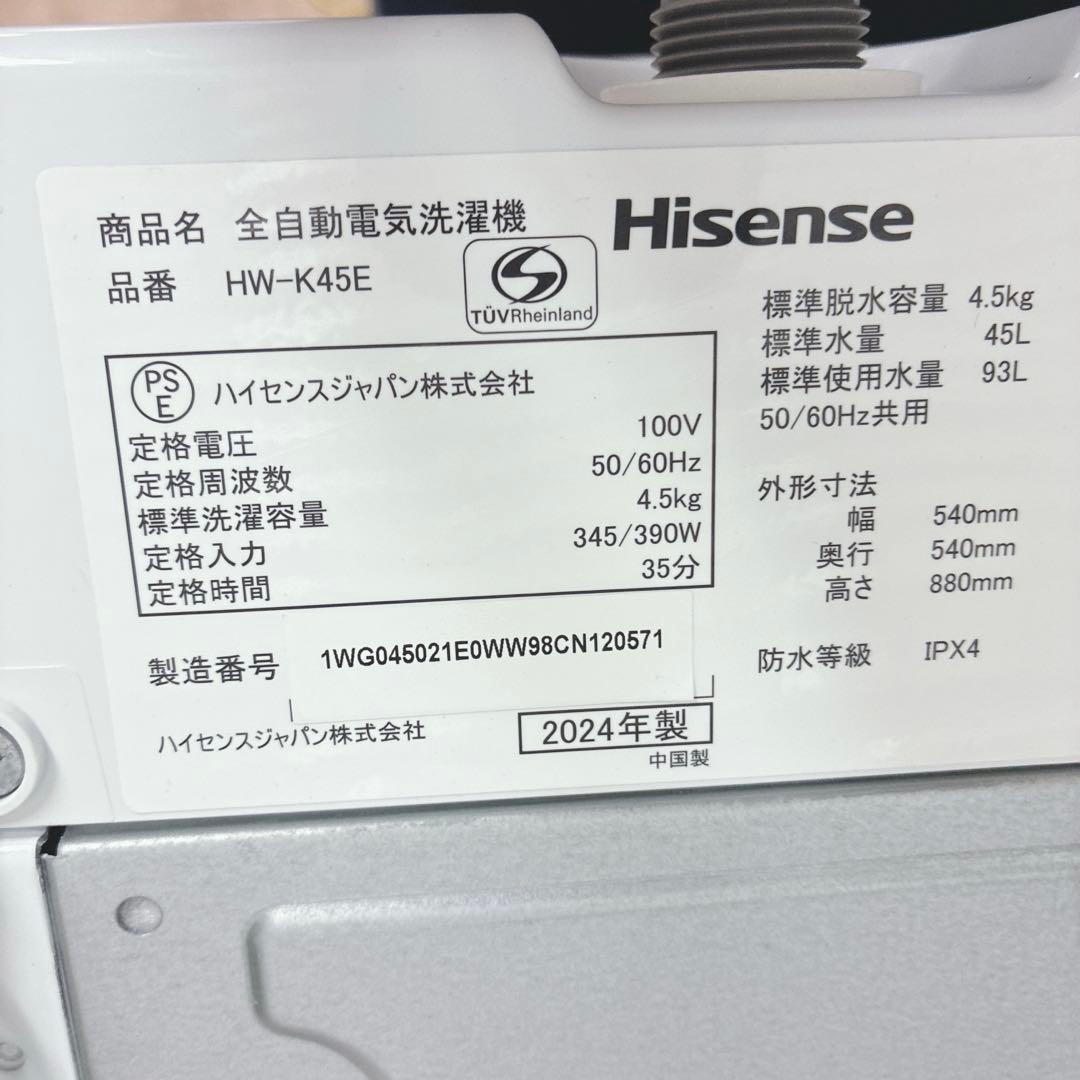 商品名 全自動電気洗濯機
品番 HW-K45E
TÜVRheinland
Hisense
PS
E
ハイセンスジャパン株式会社
定格電圧 100V
定格周波数 50/60Hz
標準洗濯容量 4.5kg
定格入力 345/390W
定格時間 35分
標準脱水容量 4.5kg
標準水量 45L
標準使用水量 93L
50/60Hz共用
外形寸法
幅 540mm
奥行 540mm
高さ 880mm
製造番号 1WG045021E0WW98CN120571
防水等級 IPX4
ハイセンスジャパン株式会社
2024年製
中国製